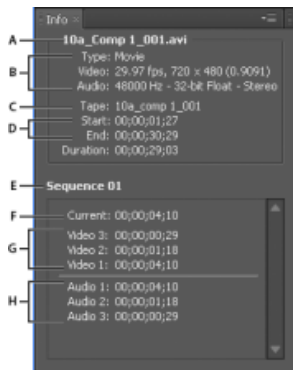 Info ×
A 10a_Comp 1_001.avi
B Type: Movie
Video: 29.97 fps, 720 x 480 (0.9091)
Audio: 48000 Hz - 32-bit Float - Stereo
C Tape: 10a_comp 1_001
D Start: 00;00;01;27
End: 00;00;30;29
Duration: 00;00;29;03
E Sequence 01
F Current: 00;00;04;10
G Video 3: 00;00;00;29
Video 2: 00;00;01;18
Video 1: 00;00;04;10
H Audio 1: 00;00;04;10
Audio 2: 00;00;01;18
Audio 3: 00;00;00;29